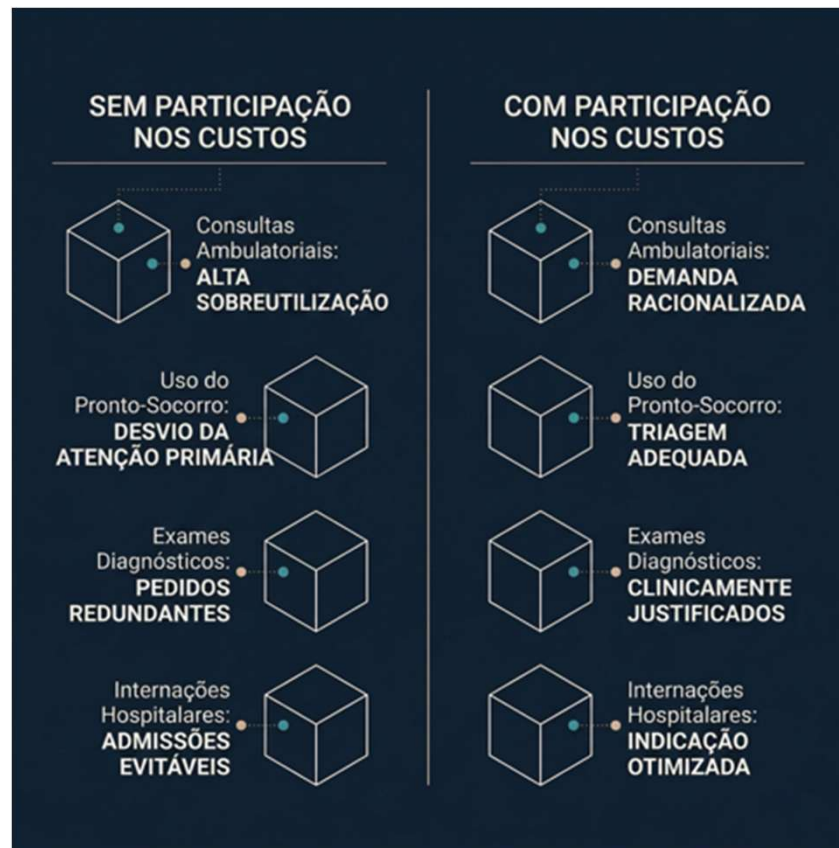 SEM PARTICIPAÇÃO
NOS CUSTOS
Consultas
Ambulatoriais:
ALTA
SOBREUTILIZAÇÃO
Uso do
Pronto-Socorro:
DESVIO DA
ATENÇÃO PRIMÁRIA
Exames
Diagnósticos:
PEDIDOS
REDUNDANTES
Internações
Hospitalares:
ADMISSÕES
EVITÁVEIS
COM PARTICIPAÇÃO
NOS CUSTOS
Consultas
Ambulatoriais:
DEMANDA
RACIONALIZADA
Uso do
Pronto-Socorro:
TRIAGEM
ADEQUADA
Exames
Diagnósticos:
CLINICAMENTE
JUSTIFICADOS
Internações
Hospitalares:
INDICAÇÃO
OTIMIZADA